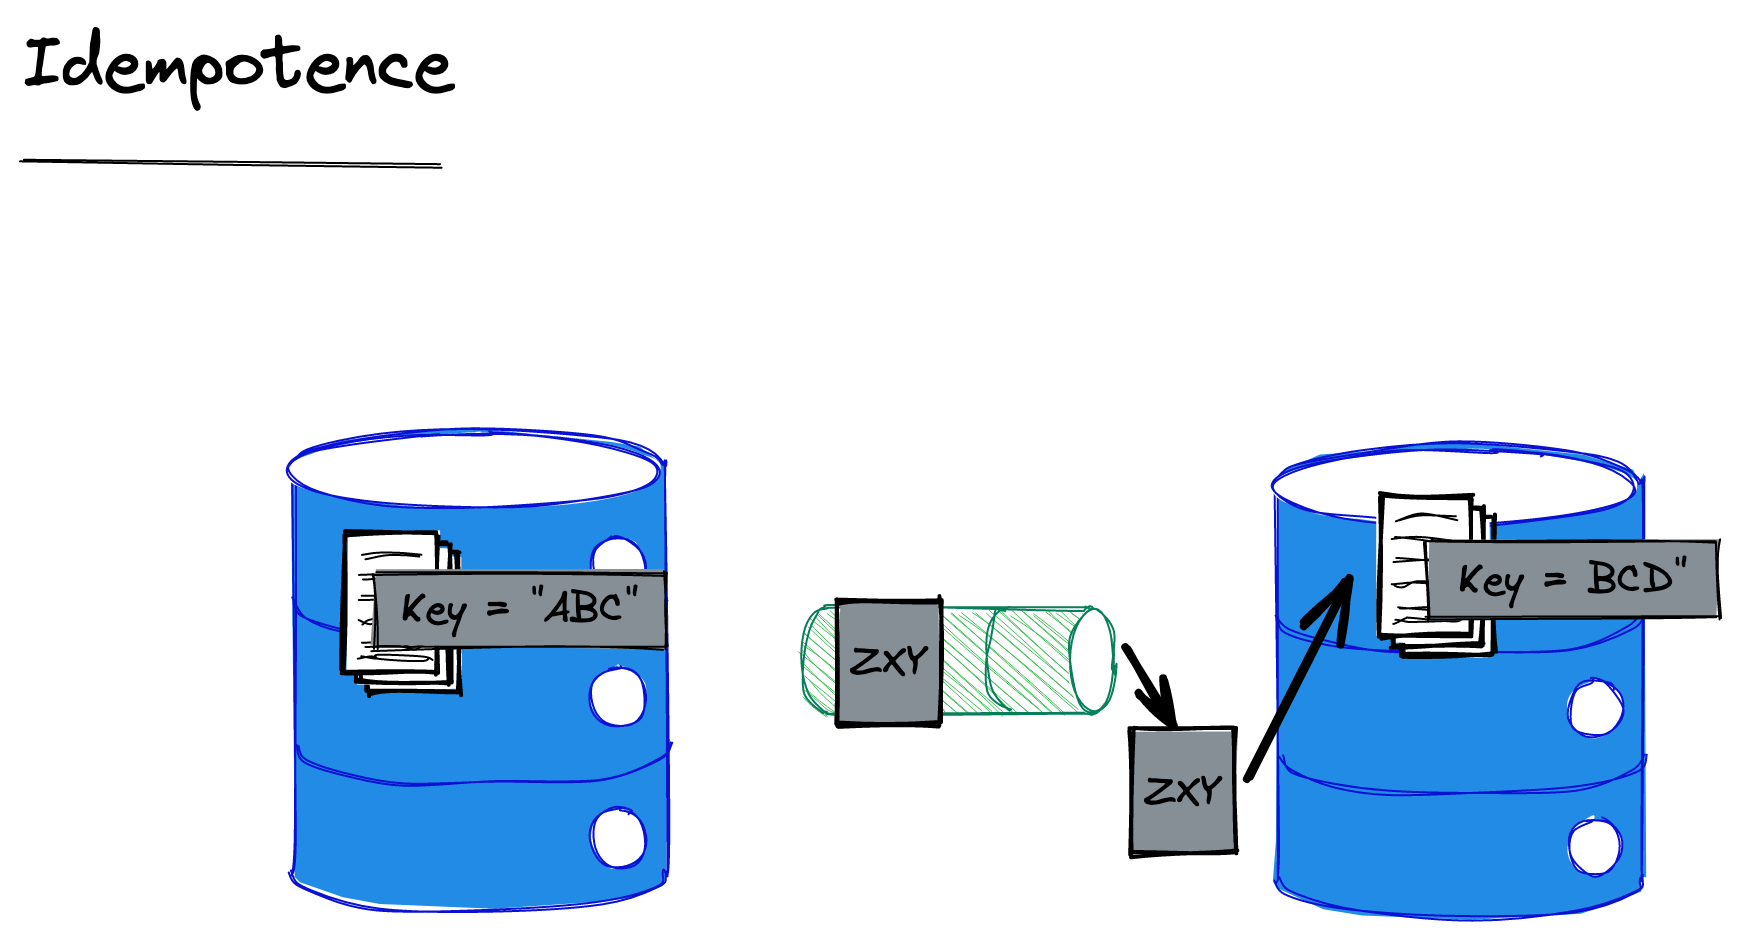 Idempotence
Key = "ABC"
ZXY
ZXY
Key = BCD"